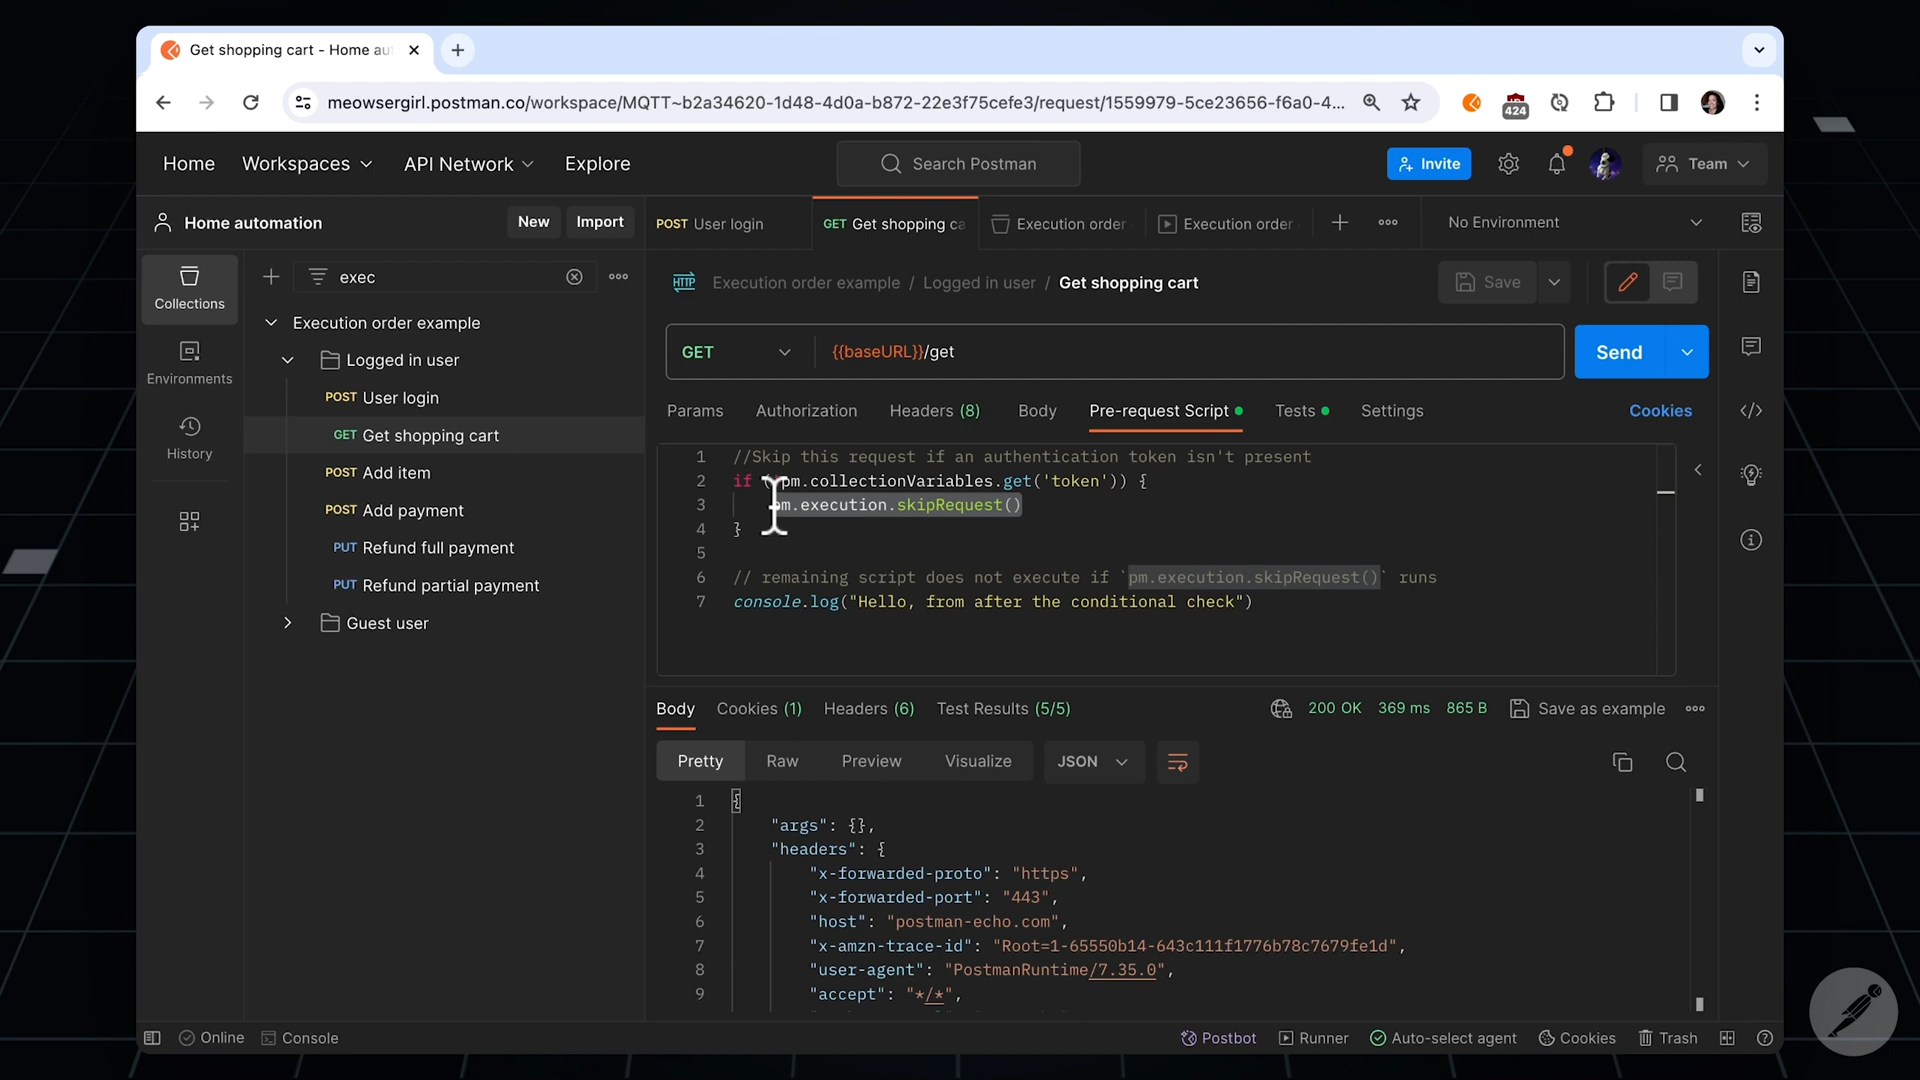 Get shopping cart - Home au
meowsergirl.postman.co/workspace/MQTT~b2a34620-1d48-4d0a-b872-22e3f75cefe3/request/1559979-5ce23656-f6a0-4...
424
Home
Workspaces
API Network
Explore
Search Postman
Invite
Team
Home automation
New
Import
POST User login
GET Get shopping ca
Execution order
Execution order
No Environment
Collections
Environments
History
exec
Execution order example
Logged in user
POST User login
GET Get shopping cart
POST Add item
POST Add payment
PUT Refund full payment
PUT Refund partial payment
Guest user
HTTP
Execution order example / Logged in user / Get shopping cart
Save
GET
{{baseURL}}/get
Send
Params
Authorization
Headers (8)
Body
Pre-request Script
Tests
Settings
Cookies
1 //Skip this request if an authentication token isn't present
2 if ( pm.collectionVariables.get('token')) {
3 pm.execution.skipRequest()
4 }
5
6 // remaining script does not execute if `pm.execution.skipRequest()` runs
7 console.log("Hello, from after the conditional check")
Body
Cookies (1)
Headers (6)
Test Results (5/5)
200 OK
369 ms
865 B
Save as example
Pretty
Raw
Preview
Visualize
JSON
1 {
2 "args": {},
3 "headers": {
4 "x-forwarded-proto": "https",
5 "x-forwarded-port": "443",
6 "host": "postman-echo.com",
7 "x-amzn-trace-id": "Root=1-65550b14-643c111f1776b78c7679fe1d",
8 "user-agent": "PostmanRuntime/7.35.0",
9 "accept": "*/*",
Online
Console
Postbot
Runner
Auto-select agent
Cookies
Trash